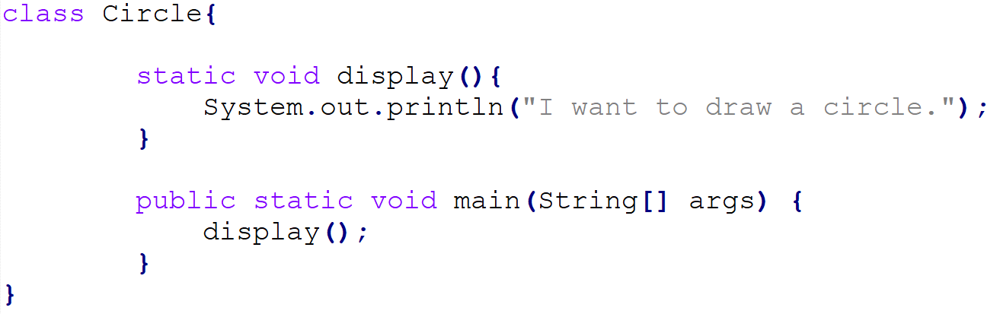 class Circle{
static void display(){
System.out.println("I want to draw a circle.");
}
public static void main(String[] args) {
display();
}
}